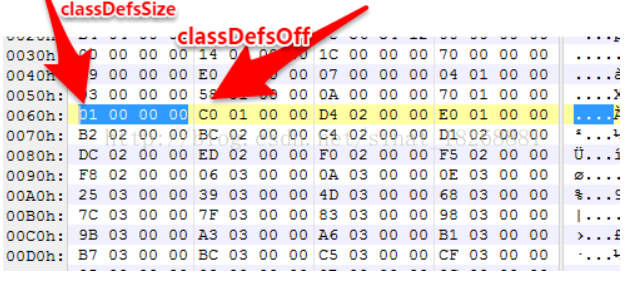 classDefsSize
classDefsOff
0030h 00 00 00 14 00 1C 00 00 00 70 00 00 00 .....
0040h E0 00 00 07 00 00 00 04 01 00 00
0050h: 03 00 00 00 58 01 00 00 0A 00 00 00 70 01 00 00
0060h: 01 00 00 00 C0 01 00 00 D4 02 00 00 E0 01 00 00 ....À
0070h: B2 02 00 00 BC 02 00 00 C4 02 00 00 D1 02 00 00
0080h: DC 02 00 00 ED 02 00 00 F0 02 00 00 F5 02 00 00 Ü...í
0090h: F8 02 00 00 06 03 00 00 0A 03 00 00 0E 03 00 00 ø....
00A0h: 25 03 00 00 39 03 00 00 4D 03 00 00 68 03 00 00 %...9
00B0h: 7C 03 00 00 7F 03 00 00 83 03 00 00 98 03 00 00 |....
00C0h: 9B 03 00 00 A3 03 00 00 A6 03 00 00 B1 03 00 00 ›...£
00D0h: B7 03 00 00 BC 03 00 00 C5 03 00 00 CF 03 00 00